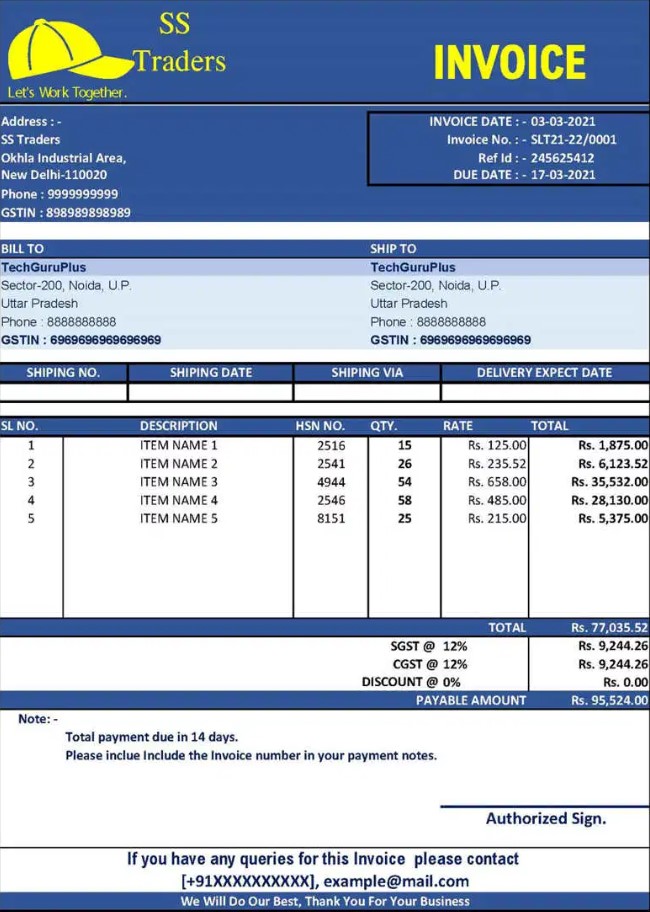 SS
Traders
Let's Work Together.
INVOICE
Address : -
SS Traders
Okhla Industrial Area,
New Delhi-110020
Phone : 9999999999
GSTIN : 898989898989
INVOICE DATE : - 03-03-2021
Invoice No. : - SLT21-22/0001
Ref Id : - 245625412
DUE DATE : - 17-03-2021
BILL TO
TechGuruPlus
Sector-200, Noida, U.P.
Uttar Pradesh
Phone : 8888888888
GSTIN : 6969696969696969
SHIP TO
TechGuruPlus
Sector-200, Noida, U.P.
Uttar Pradesh
Phone : 8888888888
GSTIN : 6969696969696969
SHIPING NO. SHIPING DATE SHIPING VIA DELIVERY EXPECT DATE
SL NO. DESCRIPTION HSN NO. QTY. RATE TOTAL
1 ITEM NAME 1 2516 15 Rs. 125.00 Rs. 1,875.00
2 ITEM NAME 2 2541 26 Rs. 235.52 Rs. 6,123.52
3 ITEM NAME 3 4944 54 Rs. 658.00 Rs. 35,532.00
4 ITEM NAME 4 2546 58 Rs. 485.00 Rs. 28,130.00
5 ITEM NAME 5 8151 25 Rs. 215.00 Rs. 5,375.00
TOTAL Rs. 77,035.52
SGST @ 12% Rs. 9,244.26
CGST @ 12% Rs. 9,244.26
DISCOUNT @ 0% Rs. 0.00
PAYABLE AMOUNT Rs. 95,524.00
Note: -
Total payment due in 14 days.
Please inclue Include the Invoice number in your payment notes.
Authorized Sign.
If you have any queries for this Invoice please contact
[+91XXXXXXXXXX], example@mail.com
We Will Do Our Best, Thank You For Your Business